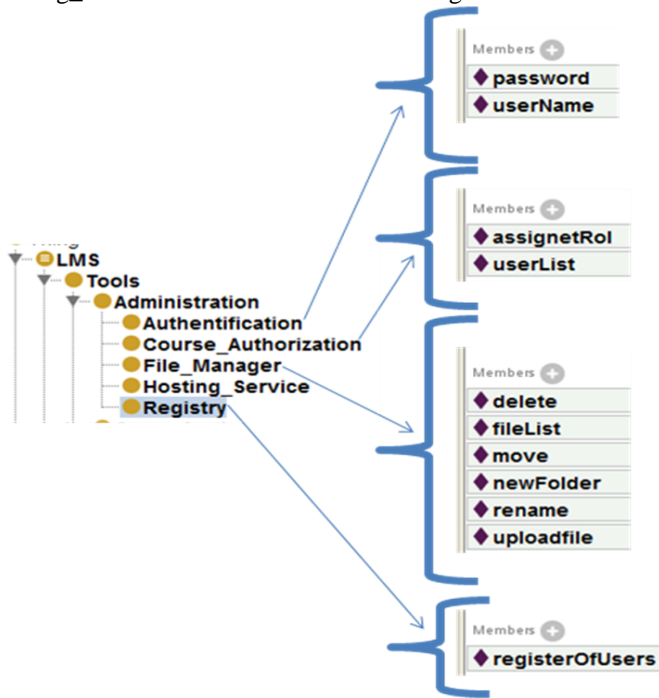 LMS
Tools
Administration
Authentification
Course_Authorization
File_Manager
Hosting_Service
Registry
Members
password
userName
Members
assignetRol
userList
Members
delete
fileList
move
newFolder
rename
uploadfile
Members
registerOfUsers